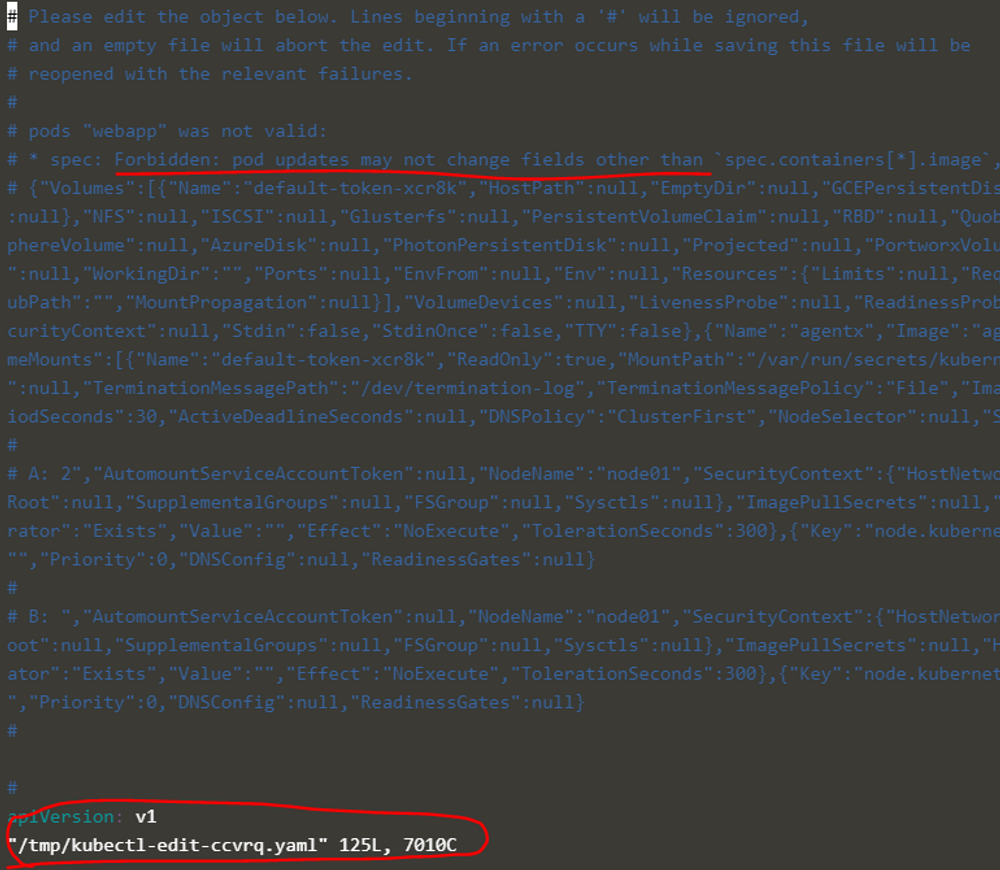 # Please edit the object below. Lines beginning with a '#' will be ignored,
# and an empty file will abort the edit. If an error occurs while saving this file will be
# reopened with the relevant failures.
#
# pods "webapp" was not valid:
# * spec: Forbidden: pod updates may not change fields other than `spec.containers[*].image`,
# {"Volumes":[{"Name":"default-token-xcr8k","HostPath":null,"EmptyDir":null,"GCEPersistentDis
:null},"NFS":null,"ISCSI":null,"Glusterfs":null,"PersistentVolumeClaim":null,"RBD":null,"Quob
phereVolume":null,"AzureDisk":null,"PhotonPersistentDisk":null,"Projected":null,"PortworxVolu
":null,"WorkingDir":"","Ports":null,"EnvFrom":null,"Env":null,"Resources":{"Limits":null,"Req
ubPath":"","MountPropagation":null}],"VolumeDevices":null,"LivenessProbe":null,"ReadinessProb
curityContext":null,"Stdin":false,"StdinOnce":false,"TTY":false},{"Name":"agentx","Image":"ag
meMounts":[{"Name":"default-token-xcr8k","ReadOnly":true,"MountPath":"/var/run/secrets/kubern
":null,"TerminationMessagePath":"/dev/termination-log","TerminationMessagePolicy":"File","Ima
iodSeconds":30,"ActiveDeadlineSeconds":null,"DNSPolicy":"ClusterFirst","NodeSelector":null,"S
#
# A: 2","AutomountServiceAccountToken":null,"NodeName":"node01","SecurityContext":{"HostNetwo
Root":null,"SupplementalGroups":null,"FSGroup":null,"Sysctls":null},"ImagePullSecrets":null,"
rator":"Exists","Value":"","Effect":"NoExecute","TolerationSeconds":300},{"Key":"node.kuberne
"","Priority":0,"DNSConfig":null,"ReadinessGates":null}
#
# B: ","AutomountServiceAccountToken":null,"NodeName":"node01","SecurityContext":{"HostNetwor
oot":null,"SupplementalGroups":null,"FSGroup":null,"Sysctls":null},"ImagePullSecrets":null,"H
ator":"Exists","Value":"","Effect":"NoExecute","TolerationSeconds":300},{"Key":"node.kubernet
","Priority":0,"DNSConfig":null,"ReadinessGates":null}
#
#
apiVersion: v1
"/tmp/kubectl-edit-ccvrq.yaml" 125L, 7010C